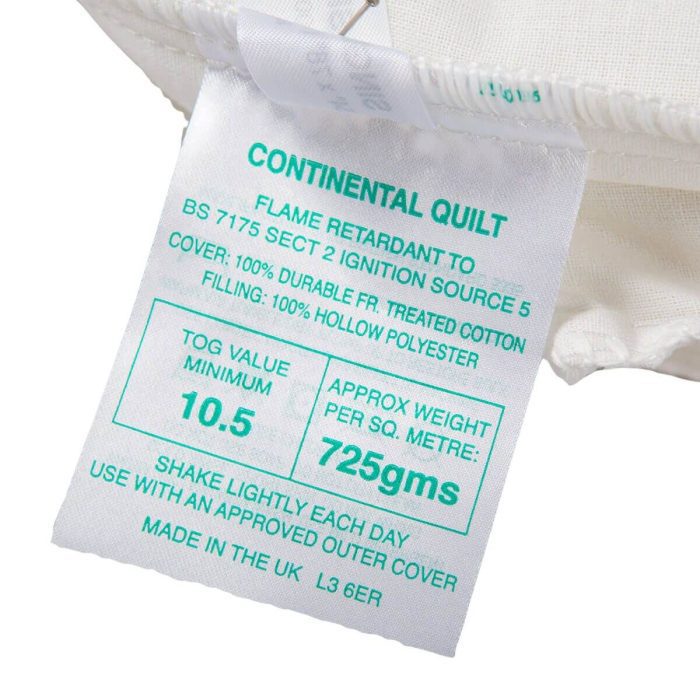 CONTINENTAL QUILT
FLAME RETARDANT TO
BS 7175 SECT 2 IGNITION SOURCE 5
COVER: 100% DURABLE FR. TREATED COTTON
FILLING: 100% HOLLOW POLYESTER
TOG VALUE
MINIMUM
10.5
APPROX WEIGHT
PER SQ. METRE:
725gms
SHAKE LIGHTLY EACH DAY
USE WITH AN APPROVED OUTER COVER
MADE IN THE UK L3 6ER